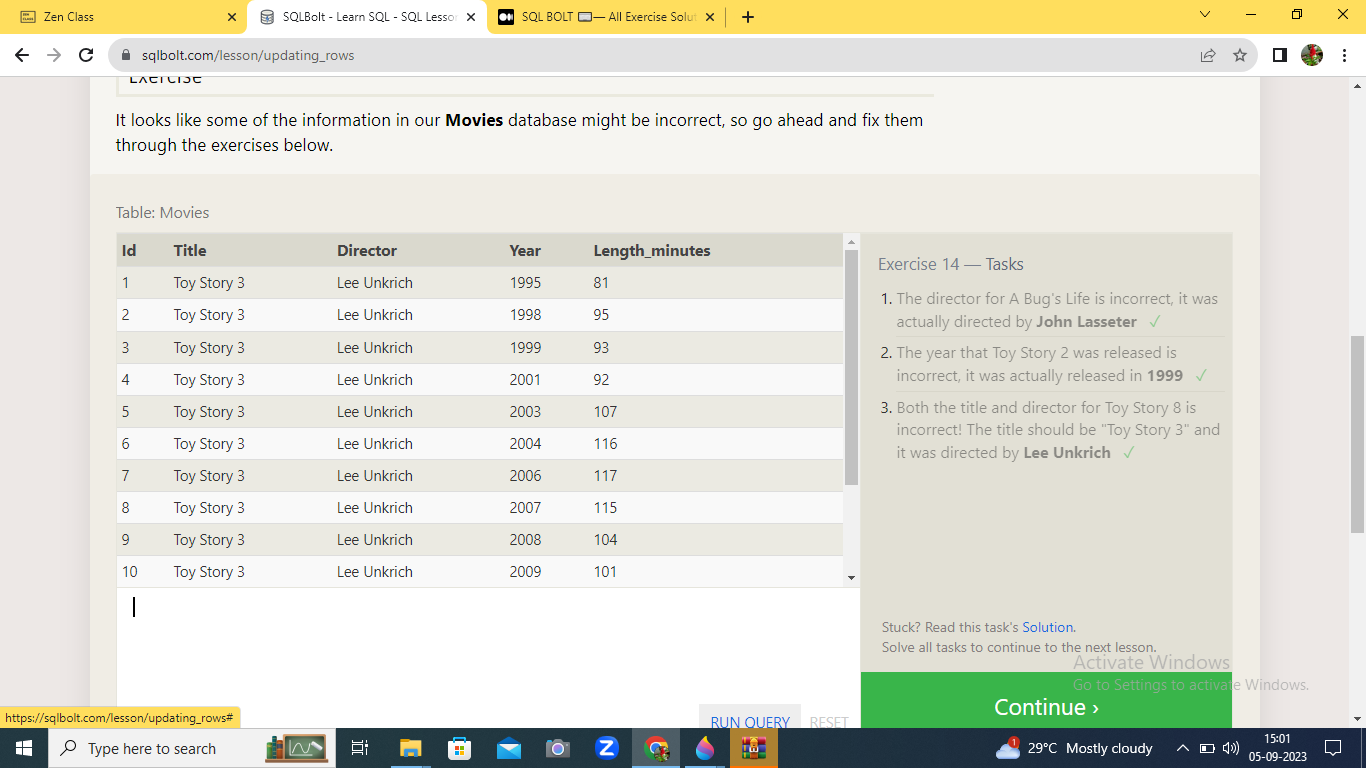 Zen Class
SQLBolt - Learn SQL - SQL Lesso
SQL BOLT — All Exercise Solut
sqlbolt.com/lesson/updating_rows
Exercise
It looks like some of the information in our Movies database might be incorrect, so go ahead and fix them
through the exercises below.
Table: Movies
Id Title Director Year Length_minutes
1 Toy Story 3 Lee Unkrich 1995 81
2 Toy Story 3 Lee Unkrich 1998 95
3 Toy Story 3 Lee Unkrich 1999 93
4 Toy Story 3 Lee Unkrich 2001 92
5 Toy Story 3 Lee Unkrich 2003 107
6 Toy Story 3 Lee Unkrich 2004 116
7 Toy Story 3 Lee Unkrich 2006 117
8 Toy Story 3 Lee Unkrich 2007 115
9 Toy Story 3 Lee Unkrich 2008 104
10 Toy Story 3 Lee Unkrich 2009 101
Exercise 14 — Tasks
1. The director for A Bug's Life is incorrect, it was
actually directed by John Lasseter ✓
2. The year that Toy Story 2 was released is
incorrect, it was actually released in 1999 ✓
3. Both the title and director for Toy Story 8 is
incorrect! The title should be "Toy Story 3" and
it was directed by Lee Unkrich ✓
Stuck? Read this task's Solution.
Solve all tasks to continue to the next lesson.
Activate Windows
Go to Settings to activate Windows.
Continue ›
RUN QUERY RESET
https://sqlbolt.com/lesson/updating_rows#
Type here to search
1
29°C Mostly cloudy
15:01
05-09-2023